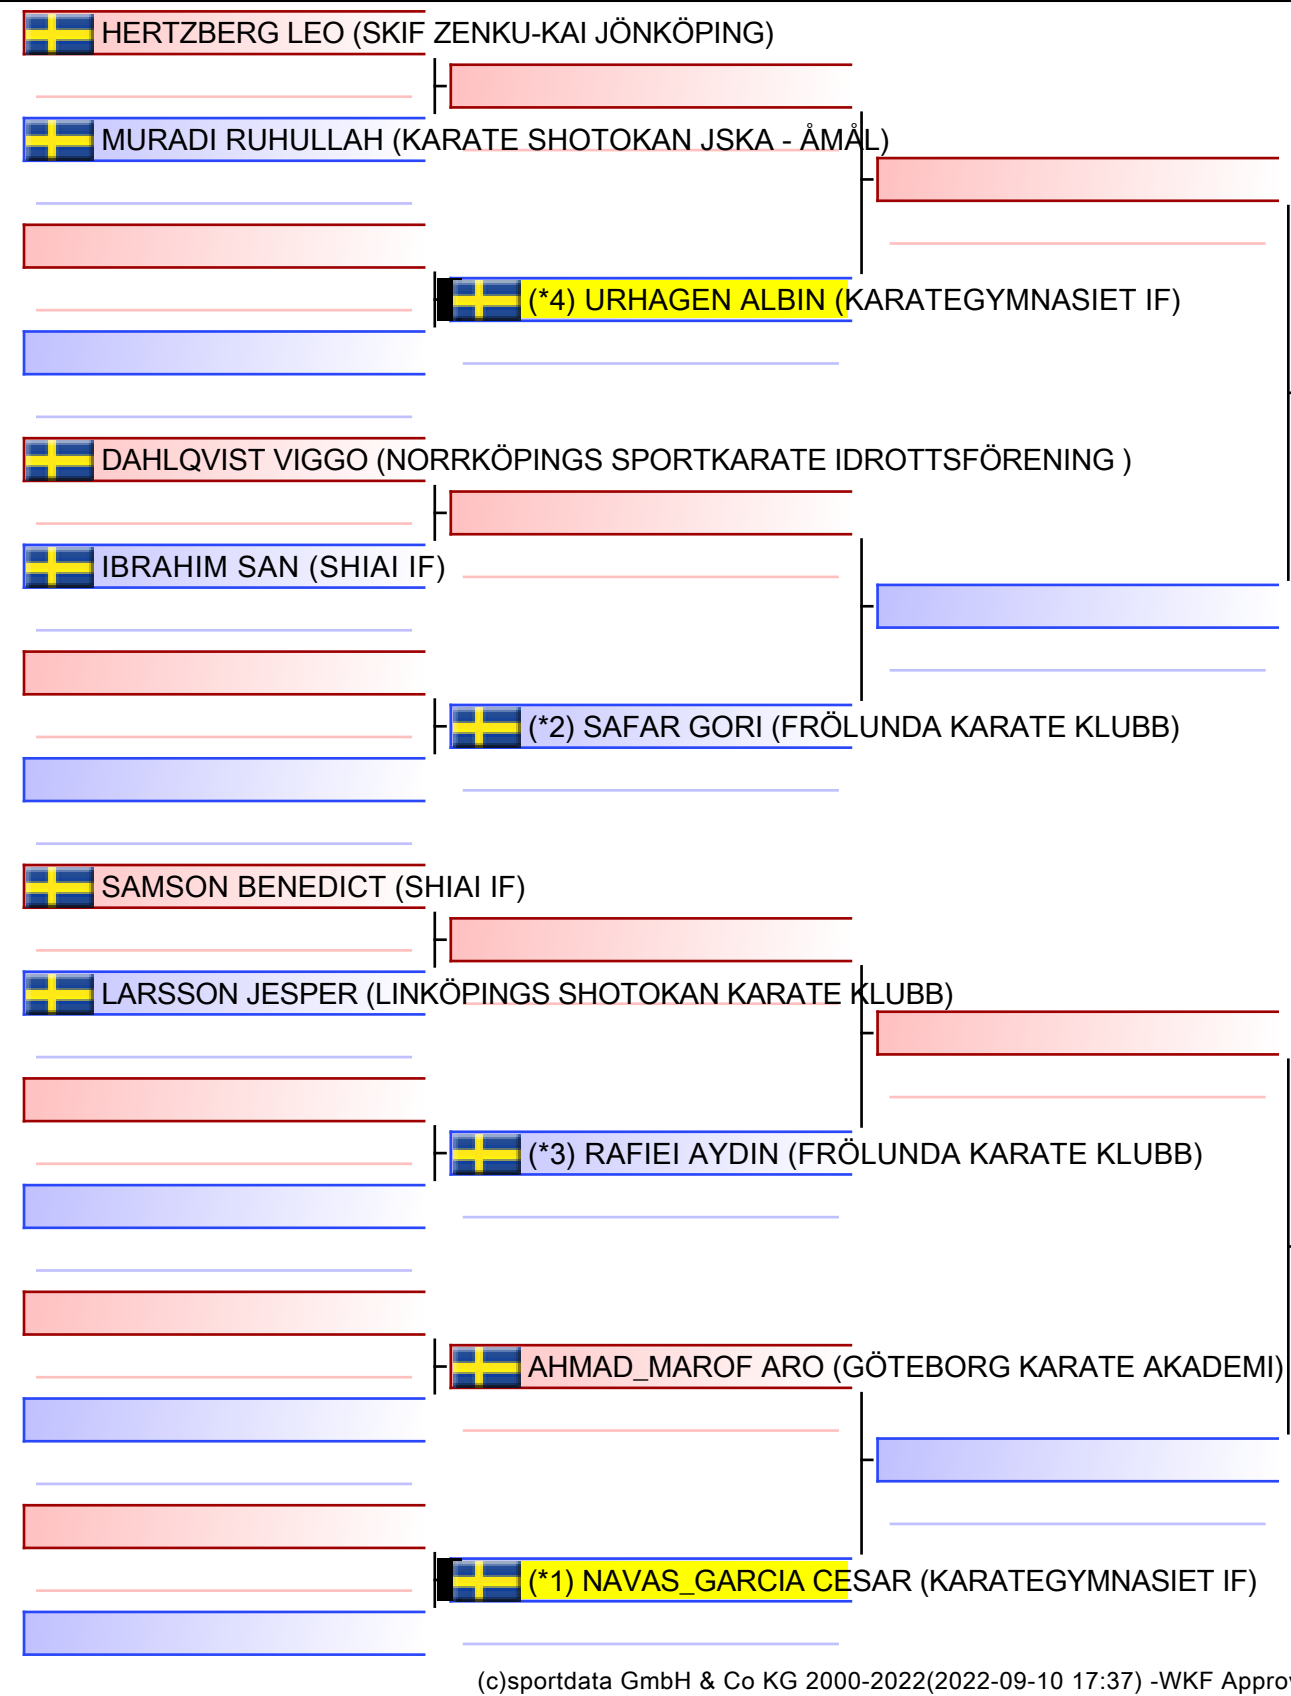 HERTZBERG LEO (SKIF ZENKU-KAI JÖNKÖPING)
MURADI RUHULLAH (KARATE SHOTOKAN JSKA - ÅMÅL)
(*4) URHAGEN ALBIN (KARATEGYMNASIET IF)
DAHLQVIST VIGGO (NORRKÖPINGS SPORTKARATE IDROTTSFÖRENING )
IBRAHIM SAN (SHIAI IF)
(*2) SAFAR GORI (FRÖLUNDA KARATE KLUBB)
SAMSON BENEDICT (SHIAI IF)
LARSSON JESPER (LINKÖPINGS SHOTOKAN KARATE KLUBB)
(*3) RAFIEI AYDIN (FRÖLUNDA KARATE KLUBB)
AHMAD_MAROF ARO (GÖTEBORG KARATE AKADEMI)
(*1) NAVAS_GARCIA CESAR (KARATEGYMNASIET IF)
(c)sportdata GmbH & Co KG 2000-2022(2022-09-10 17:37) -WKF Approv